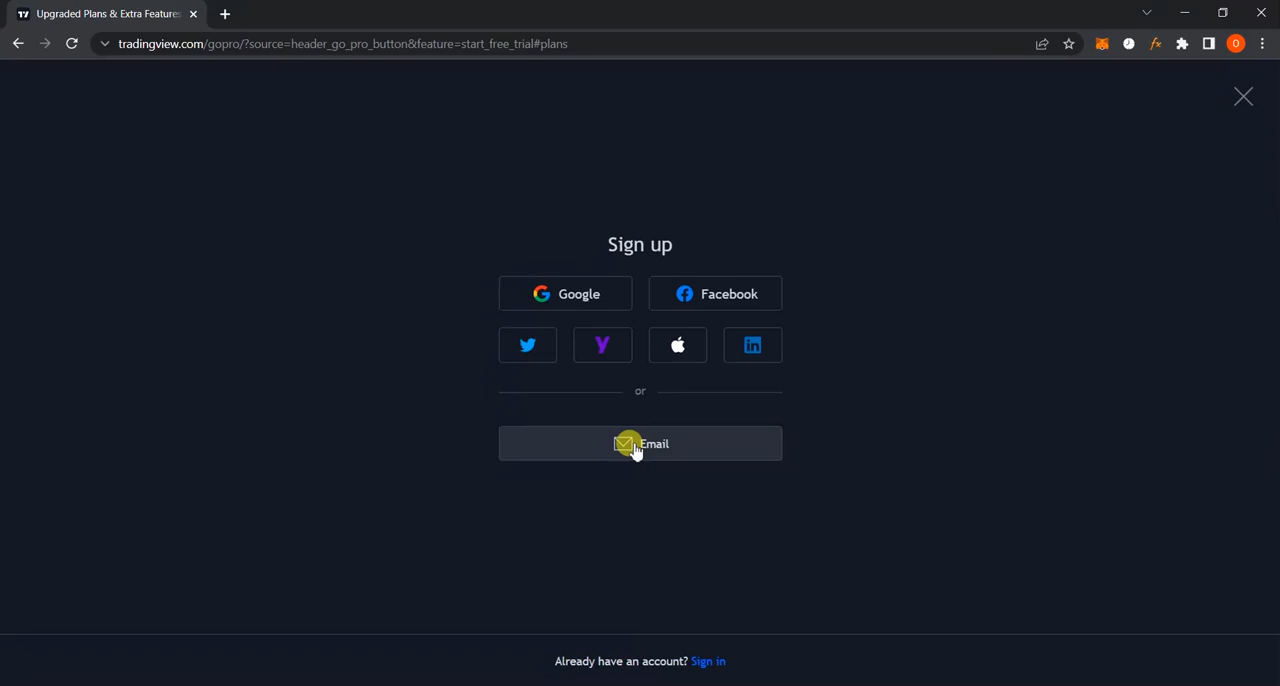 Upgraded Plans & Extra Features
tradingview.com/gopro/?source=header_go_pro_button&feature=start_free_trial#plans
O
Sign up
Google
Facebook
or
Email
Already have an account? Sign in